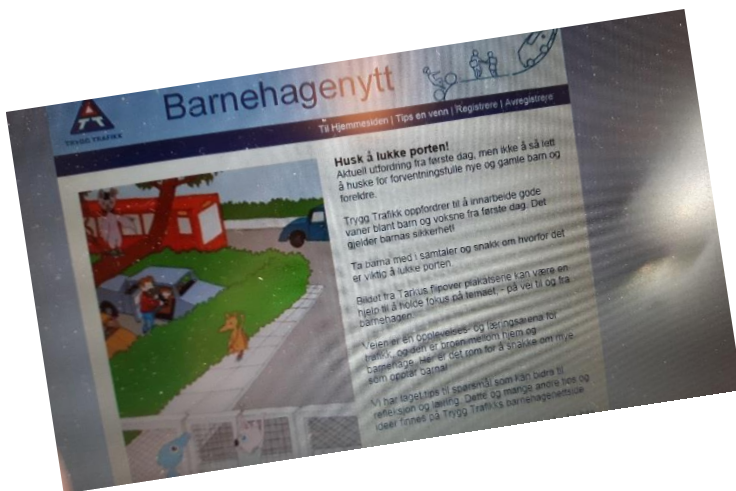 Barnehagenytt
TRYGG TRAFIKK
Til Hjemmesiden | Tips en venn | Registrere | Avregistrere
Husk å lukke porten!
Aktuell utfordring fra første dag, men ikke å så lett
å huske for forventningsfulle nye og gamle barn og
foreldre.
Trygg Trafikk oppfordrer til å innarbeide gode
vaner blant barn og voksne fra første dag. Det
gjelder barnas sikkerhet!
Ta barna med i samtaler og snakk om hvorfor det
er viktig å lukke porten.
Bildet fra Tarkus flipover plakatserie kan være en
hjelp til å holde fokus på temaet, - på vei til og fra
barnehagen.
Veien er en opplevelses- og læringsarena for
trafikk, og den er broen mellom hjem og
barnehage. Her er det rom for å snakke om mye
som opptar barna!
Vi har laget tips til spørsmål som kan bidra til
refleksjon og læring. Dette og mange andre tips og
ideer finnes på Trygg Trafikks barnehagenettside